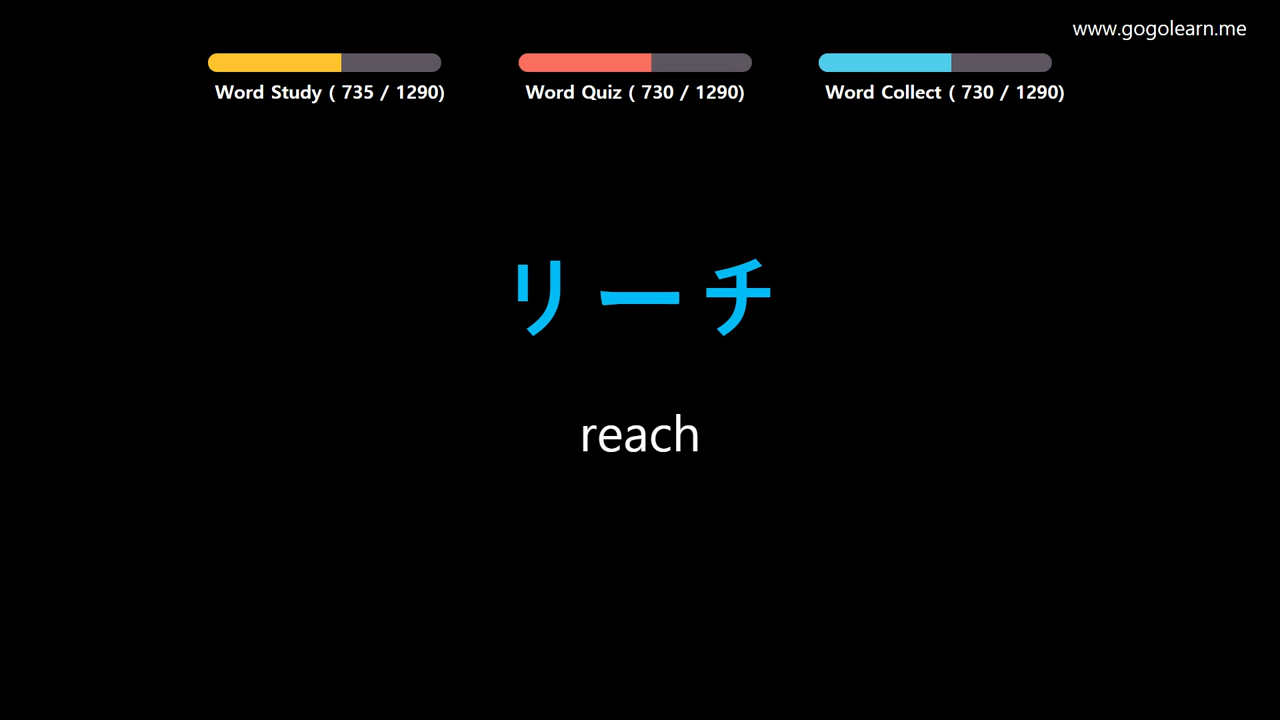 www.gogolearn.me
Word Study ( 735 / 1290)
Word Quiz ( 730 / 1290)
Word Collect ( 730 / 1290)
リーチ
reach